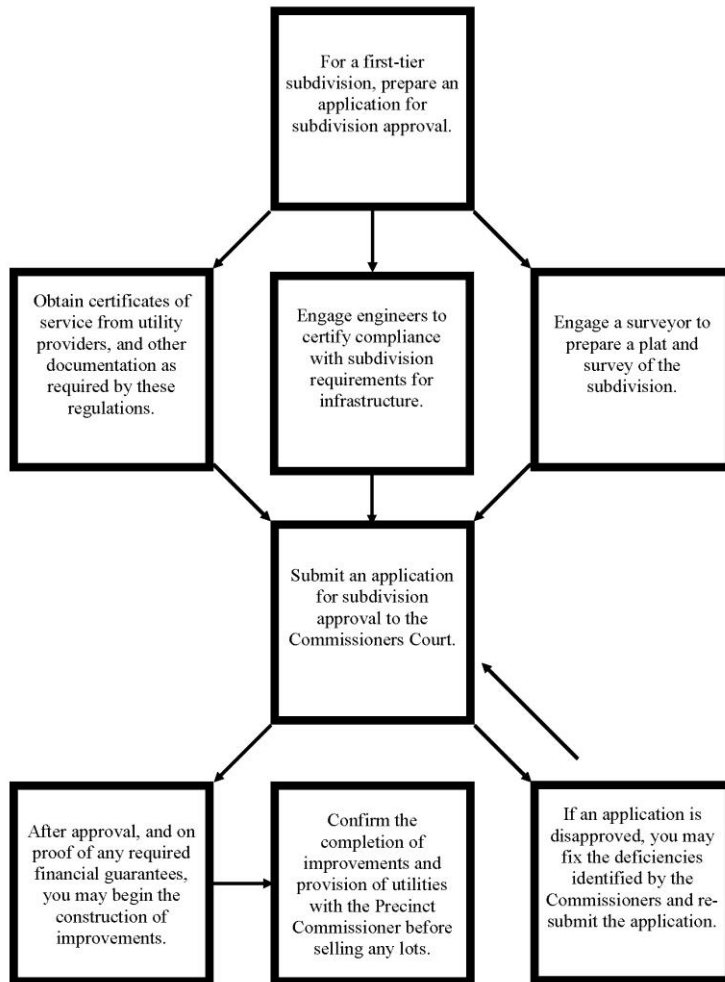 For a first-tier
subdivision, prepare an
application for
subdivision approval.
Obtain certificates of
service from utility
providers, and other
documentation as
required by these
regulations.
Engage engineers to
certify compliance
with subdivision
requirements for
infrastructure.
Engage a surveyor to
prepare a plat and
survey of the
subdivision.
Submit an application
for subdivision
approval to the
Commissioners Court.
After approval, and on
proof of any required
financial guarantees,
you may begin the
construction of
improvements.
Confirm the
completion of
improvements and
provision of utilities
with the Precinct
Commissioner before
selling any lots.
If an application is
disapproved, you may
fix the deficiencies
identified by the
Commissioners and re-
submit the application.